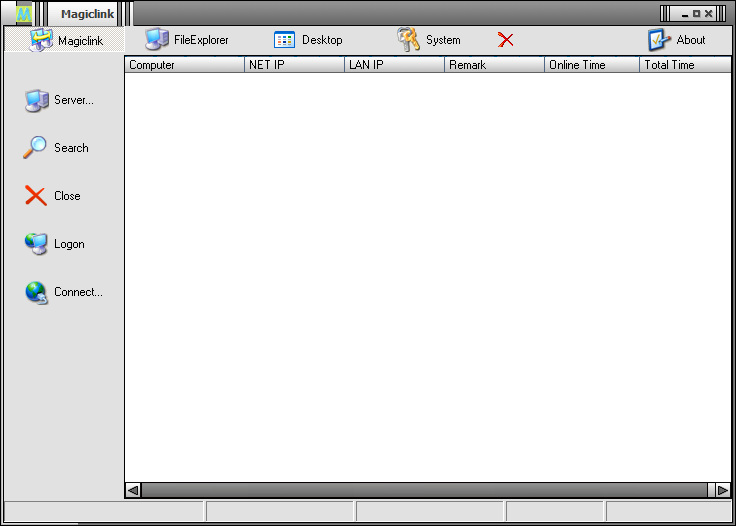 Magiclink
Magiclink FileExplorer Desktop System About
Computer NET IP LAN IP Remark Online Time Total Time
Server...
Search
Close
Logon
Connect...